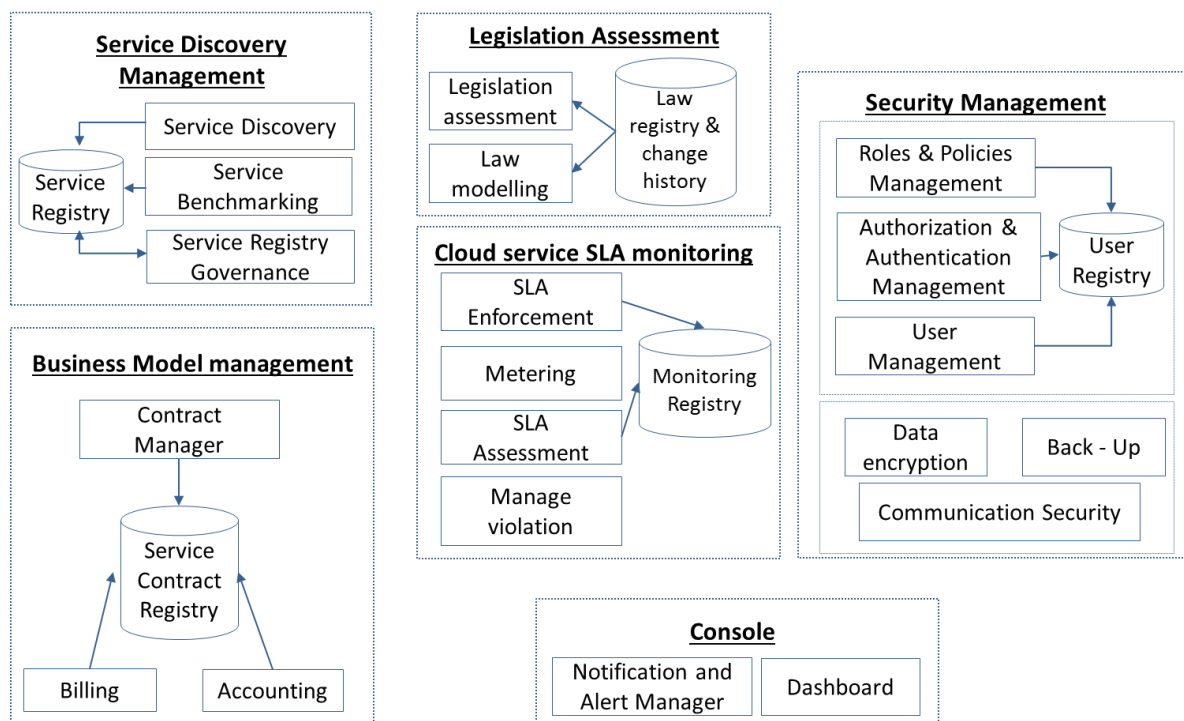 Service Discovery
Management
Service Discovery
Service
Registry
Service
Benchmarking
Service Registry
Governance
Legislation Assessment
Legislation
assessment
Law
modelling
Law
registry &
change
history
Security Management
Roles & Policies
Management
Authorization &
Authentication
Management
User
Management
User
Registry
Data
encryption
Back - Up
Communication Security
Cloud service SLA monitoring
SLA
Enforcement
Metering
SLA
Assessment
Manage
violation
Monitoring
Registry
Business Model management
Contract
Manager
Service
Contract
Registry
Billing
Accounting
Console
Notification and
Alert Manager
Dashboard